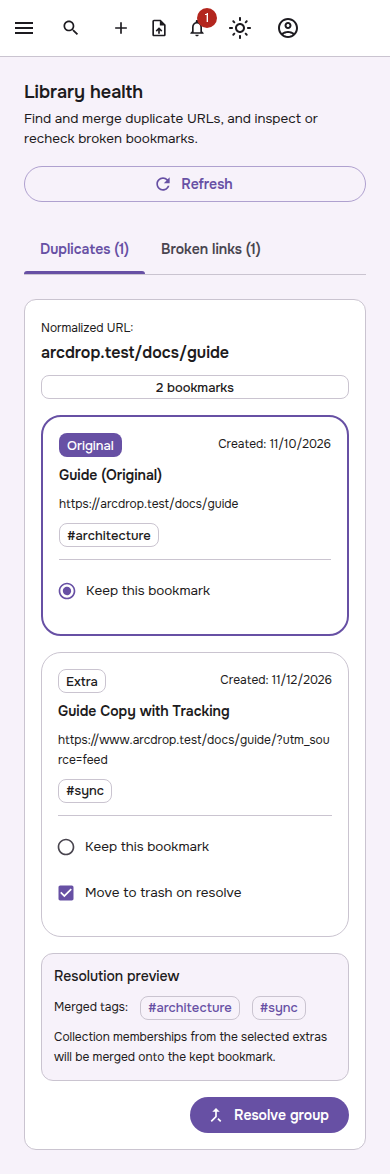 1
Library health
Find and merge duplicate URLs, and inspect or
recheck broken bookmarks.
Refresh
Duplicates (1) Broken links (1)
Normalized URL:
arcdrop.test/docs/guide
2 bookmarks
Original Created: 11/10/2026
Guide (Original)
https://arcdrop.test/docs/guide
#architecture
Keep this bookmark
Extra Created: 11/12/2026
Guide Copy with Tracking
https://www.arcdrop.test/docs/guide/?utm_sou
rce=feed
#sync
Keep this bookmark
Move to trash on resolve
Resolution preview
Merged tags: #architecture #sync
Collection memberships from the selected extras
will be merged onto the kept bookmark.
Resolve group